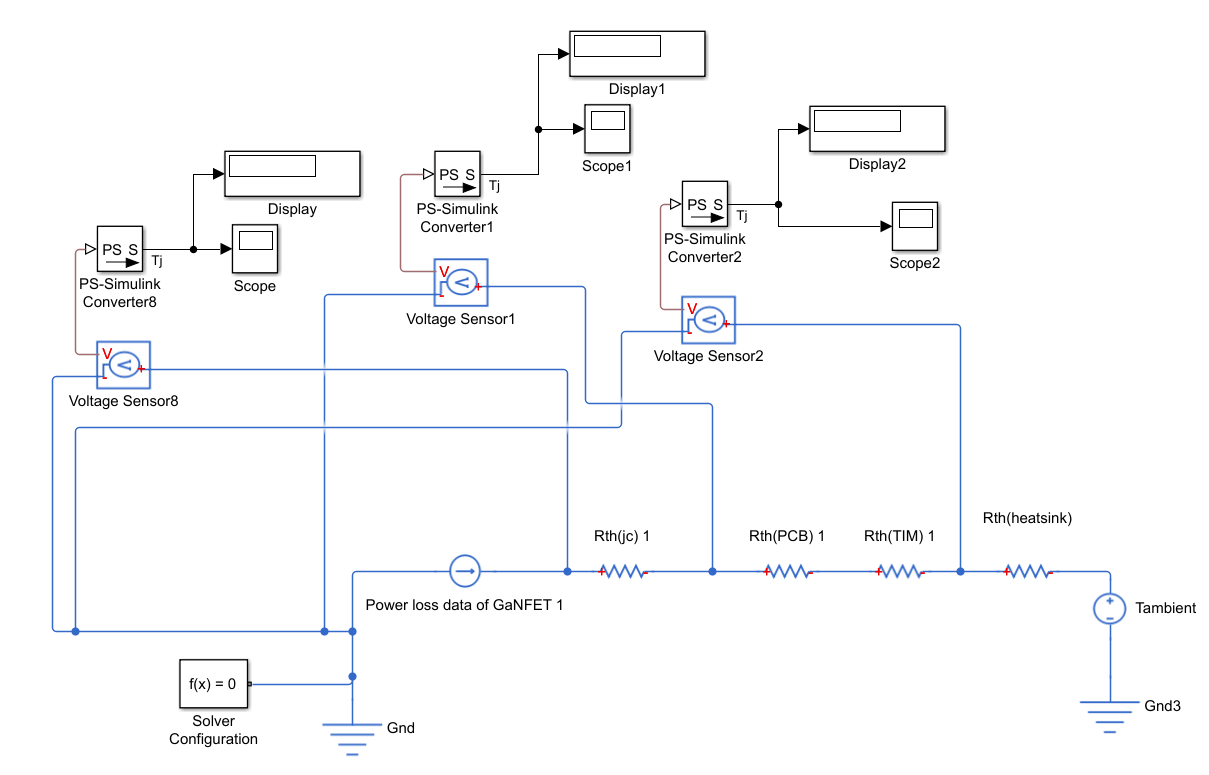 Display1
Scope1
PS S
Tj
PS-Simulink
Converter1
Display2
Scope2
PS S
Tj
PS-Simulink
Converter2
Display
Scope
PS S
Tj
PS-Simulink
Converter8
V
-
+
Voltage Sensor1
V
-
+
Voltage Sensor2
V
-
+
Voltage Sensor8
Power loss data of GaNFET 1
Rth(jc) 1
+ -
Rth(PCB) 1
+ -
Rth(TIM) 1
+ -
Rth(heatsink)
+ -
+
-
Tambient
f(x) = 0
Solver
Configuration
Gnd
Gnd3